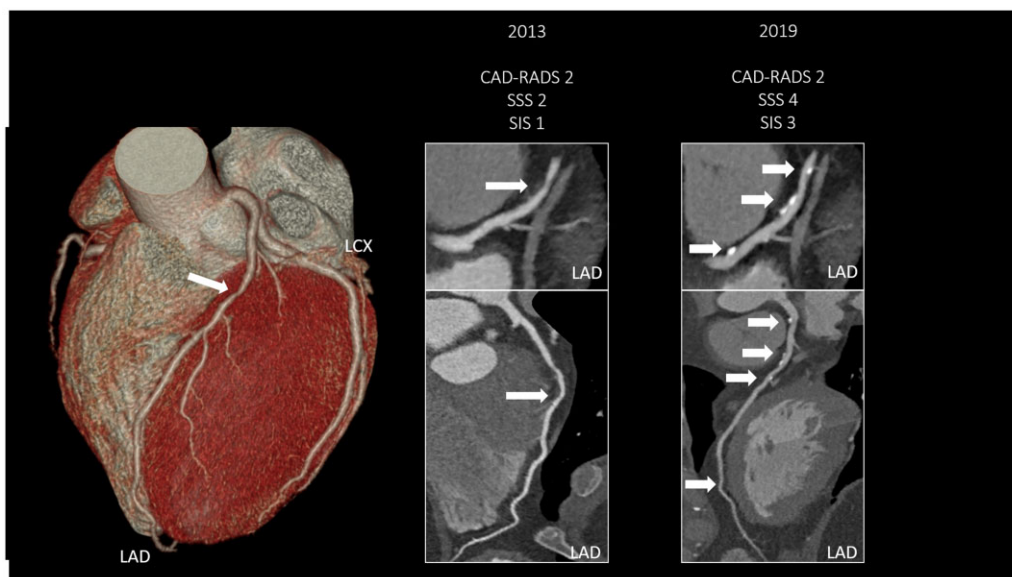 2013
CAD-RADS 2
SSS 2
SIS 1
2019
CAD-RADS 2
SSS 4
SIS 3
LCX
LAD
LAD
LAD
LAD
LAD